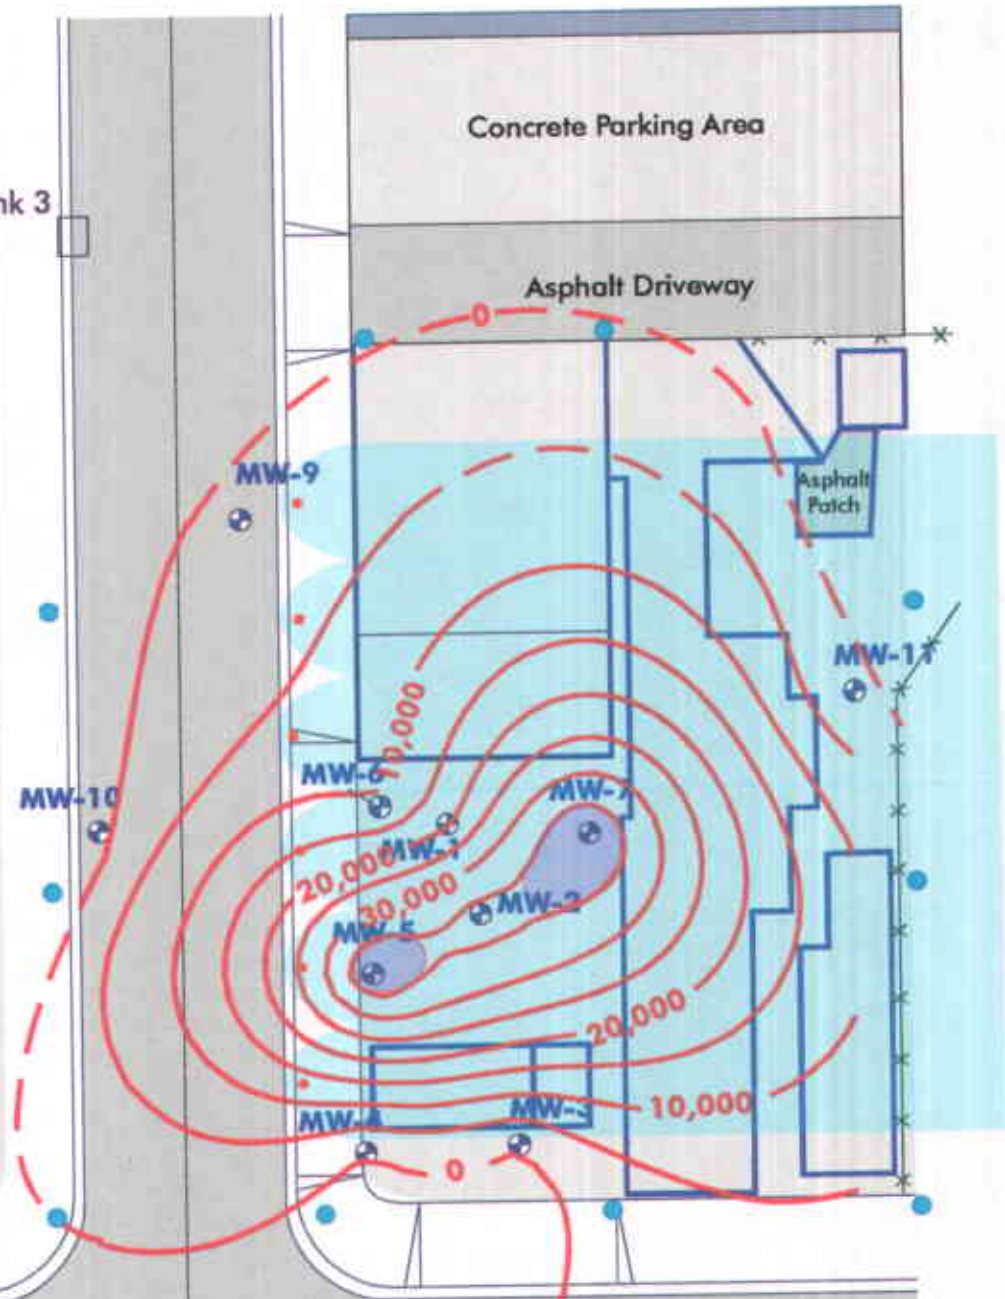 Concrete Parking Area
nk 3
Asphalt Driveway
0
MW-9
Asphalt
Patch
MW-11
10,000
MW-6
MW-10
MW-7
MW-1
20,000
30,000
MW-2
MW-5
20,000
10,000
MW-3
MW-4
0